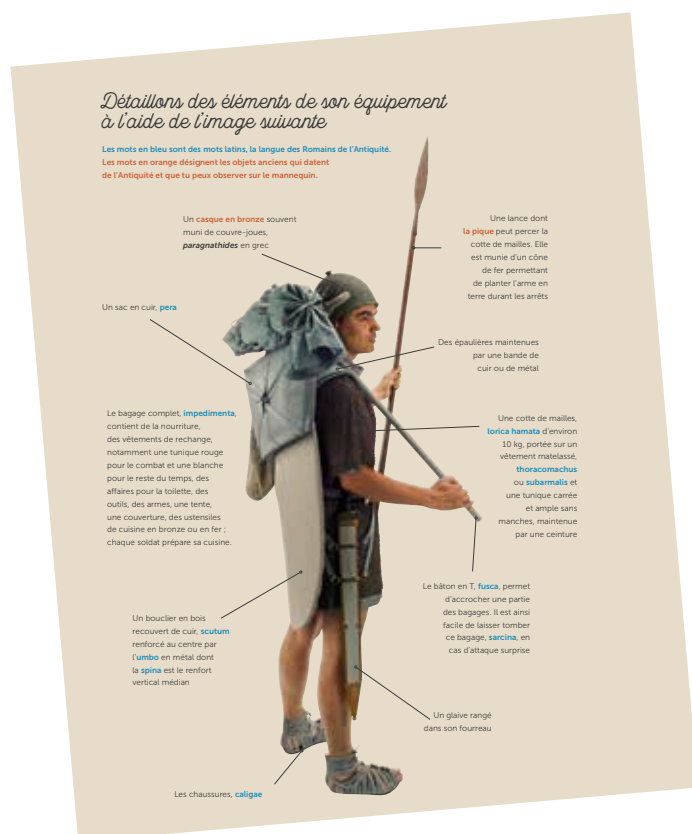 Détaillons des éléments de son équipement
à l'aide de l'image suivante
Les mots en bleu sont des mots latins, la langue des Romains de l'Antiquité.
Les mots en orange désignent les objets anciens qui datent
de l'Antiquité et que tu peux observer sur le mannequin.
Un casque en bronze souvent
muni de couvre-joues,
paragnathides en grec
Une lance dont
la pique peut percer la
cotte de mailles. Elle
est munie d'un cône
de fer permettant
de planter l'arme en
terre durant les arrêts
Un sac en cuir, pera
Des épaulières maintenues
par une bande de
cuir ou de métal
Le bagage complet, impedimenta,
contient de la nourriture,
des vêtements de rechange,
notamment une tunique rouge
pour le combat et une blanche
pour le reste du temps, des
affaires pour la toilette, des
outils, des armes, une tente,
une couverture, des ustensiles
de cuisine en bronze ou en fer ;
chaque soldat prépare sa cuisine.
Une cotte de mailles,
lorica hamata d'environ
10 kg, portée sur un
vêtement matelassé,
thoracomachus
ou subarmalis et
une tunique carrée
et ample sans
manches, maintenue
par une ceinture
Le bâton en T, fusca, permet
d'accrocher une partie
des bagages. Il est ainsi
facile de laisser tomber
ce bagage, sarcina, en
cas d'attaque surprise
Un bouclier en bois
recouvert de cuir, scutum
renforcé au centre par
l'umbo en métal dont
la spina est le renfort
vertical médian
Un glaive rangé
dans son fourreau
Les chaussures, caligae